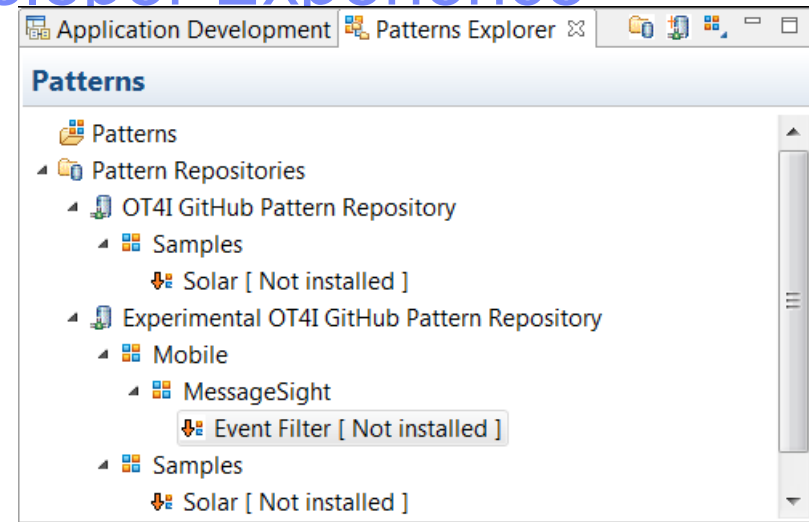 Application Development Patterns Explorer
Patterns
Patterns
Pattern Repositories
OT4I GitHub Pattern Repository
Samples
Solar [ Not installed ]
Experimental OT4I GitHub Pattern Repository
Mobile
MessageSight
Event Filter [ Not installed ]
Samples
Solar [ Not installed ]